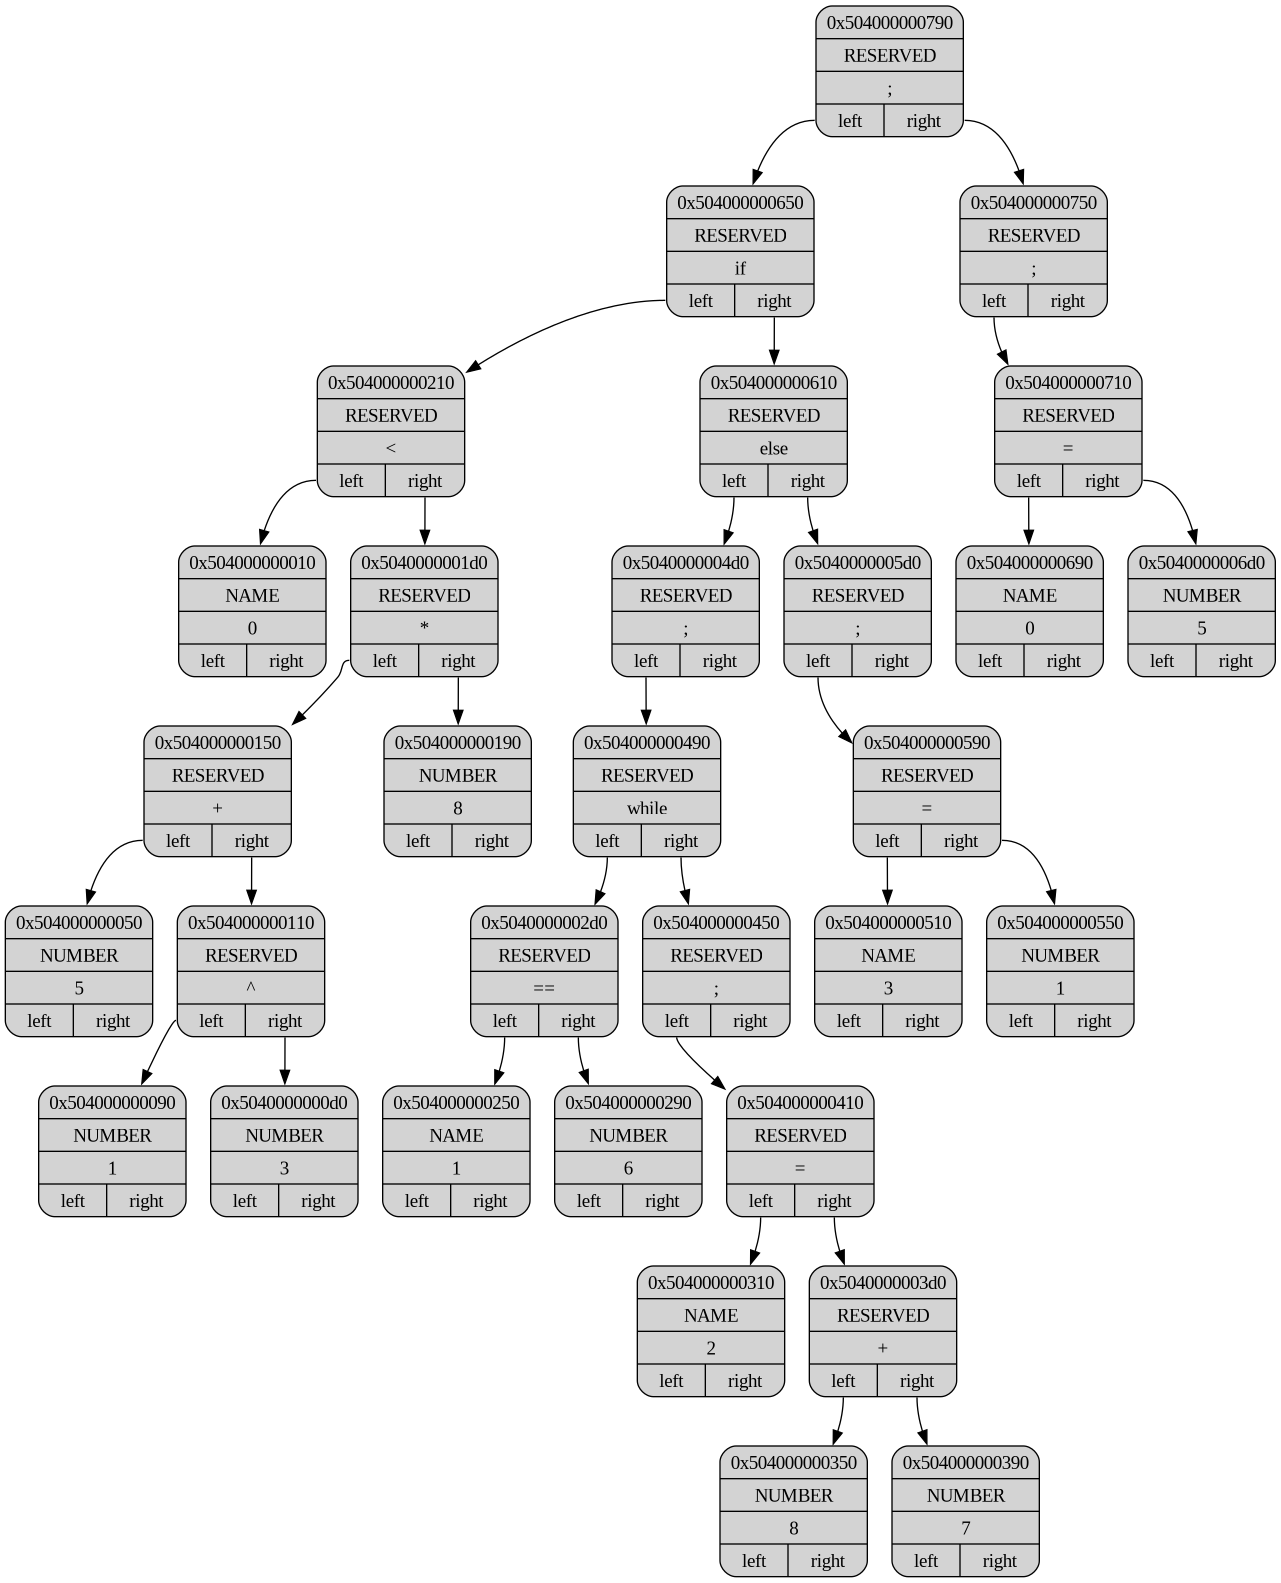 0x504000000790
RESERVED
;
left right
0x504000000650
RESERVED
if
left right
0x504000000750
RESERVED
;
left right
0x504000000210
RESERVED
<
left right
0x504000000610
RESERVED
else
left right
0x504000000710
RESERVED
=
left right
0x504000000010
NAME
0
left right
0x5040000001d0
RESERVED
*
left right
0x5040000004d0
RESERVED
;
left right
0x5040000005d0
RESERVED
;
left right
0x504000000690
NAME
0
left right
0x5040000006d0
NUMBER
5
left right
0x504000000150
RESERVED
+
left right
0x504000000190
NUMBER
8
left right
0x504000000490
RESERVED
while
left right
0x504000000590
RESERVED
=
left right
0x504000000050
NUMBER
5
left right
0x504000000110
RESERVED
^
left right
0x5040000002d0
RESERVED
==
left right
0x504000000450
RESERVED
;
left right
0x504000000510
NAME
3
left right
0x504000000550
NUMBER
1
left right
0x504000000090
NUMBER
1
left right
0x5040000000d0
NUMBER
3
left right
0x504000000250
NAME
1
left right
0x504000000290
NUMBER
6
left right
0x504000000410
RESERVED
=
left right
0x504000000310
NAME
2
left right
0x5040000003d0
RESERVED
+
left right
0x504000000350
NUMBER
8
left right
0x504000000390
NUMBER
7
left right